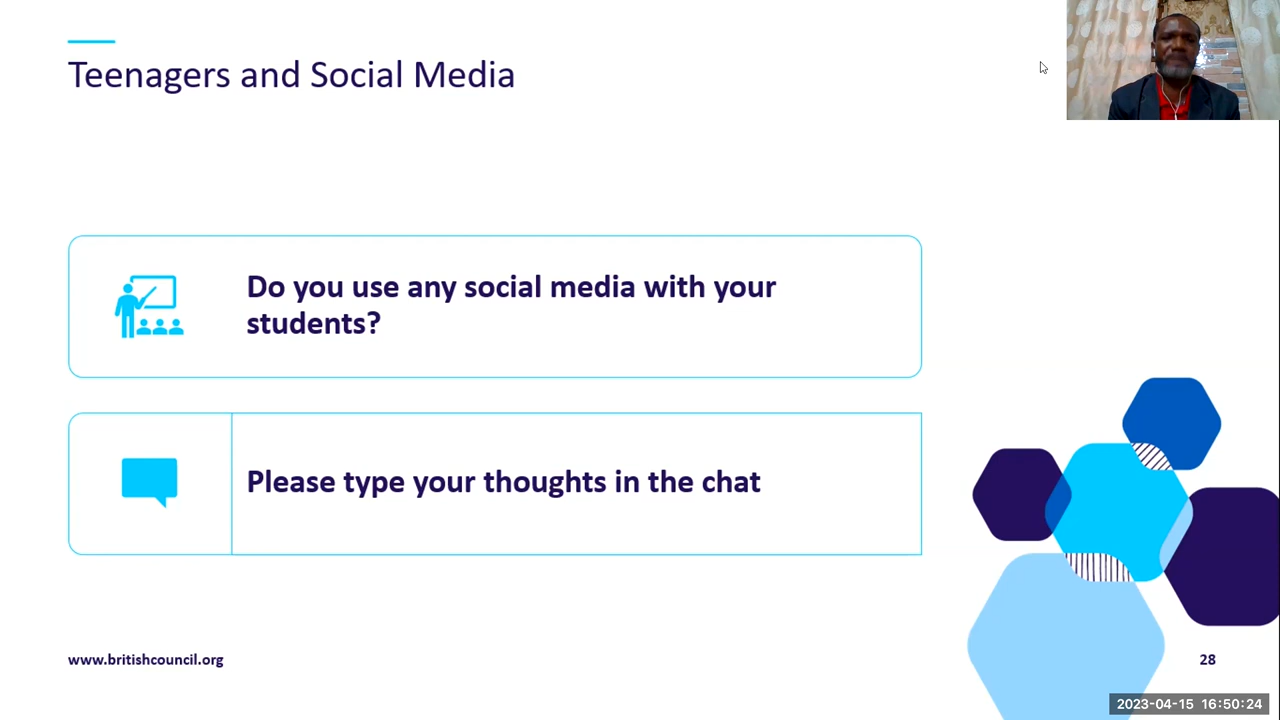 Teenagers and Social Media
Do you use any social media with your
students?
Please type your thoughts in the chat
www.britishcouncil.org
28
2023-04-15 16:50:24